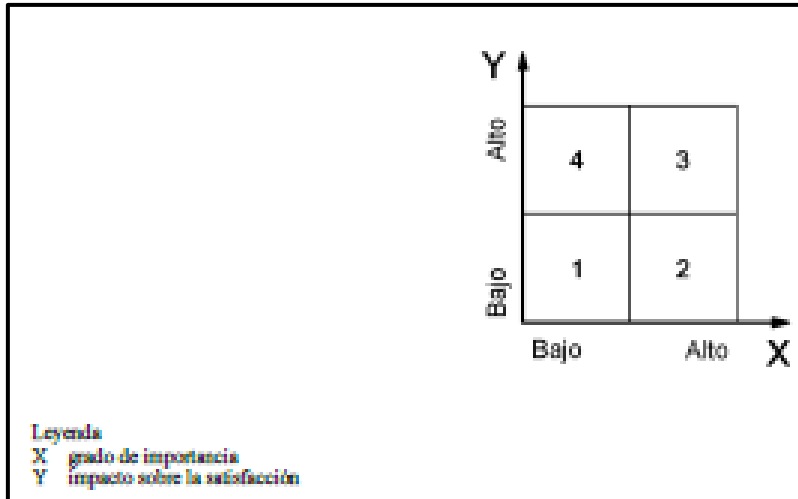 Y
Alto
4 3
Bajo
1 2
Bajo Alto X
Leyenda
X grado de importancia
Y impacto sobre la satisfacción